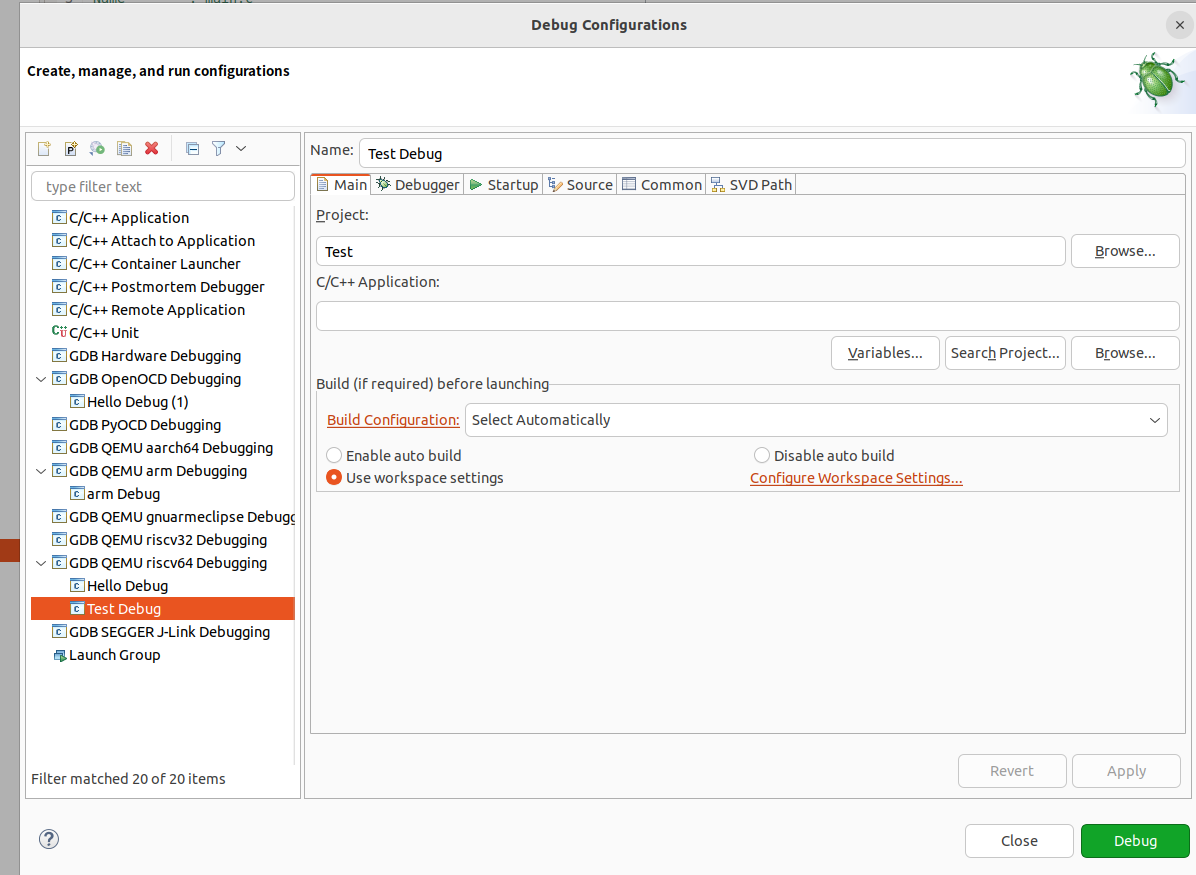 Name : main.c
Debug Configurations
Create, manage, and run configurations
type filter text
C/C++ Application
C/C++ Attach to Application
C/C++ Container Launcher
C/C++ Postmortem Debugger
C/C++ Remote Application
C/C++ Unit
GDB Hardware Debugging
GDB OpenOCD Debugging
Hello Debug (1)
GDB PyOCD Debugging
GDB QEMU aarch64 Debugging
GDB QEMU arm Debugging
arm Debug
GDB QEMU gnuarmeclipse Debugg
GDB QEMU riscv32 Debugging
GDB QEMU riscv64 Debugging
Hello Debug
Test Debug
GDB SEGGER J-Link Debugging
Launch Group
Filter matched 20 of 20 items
Name: Test Debug
Main Debugger Startup Source Common SVD Path
Project:
Test Browse...
C/C++ Application:
Variables... Search Project... Browse...
Build (if required) before launching
Build Configuration: Select Automatically
Enable auto build Disable auto build
Use workspace settings Configure Workspace Settings...
Revert Apply
Close Debug